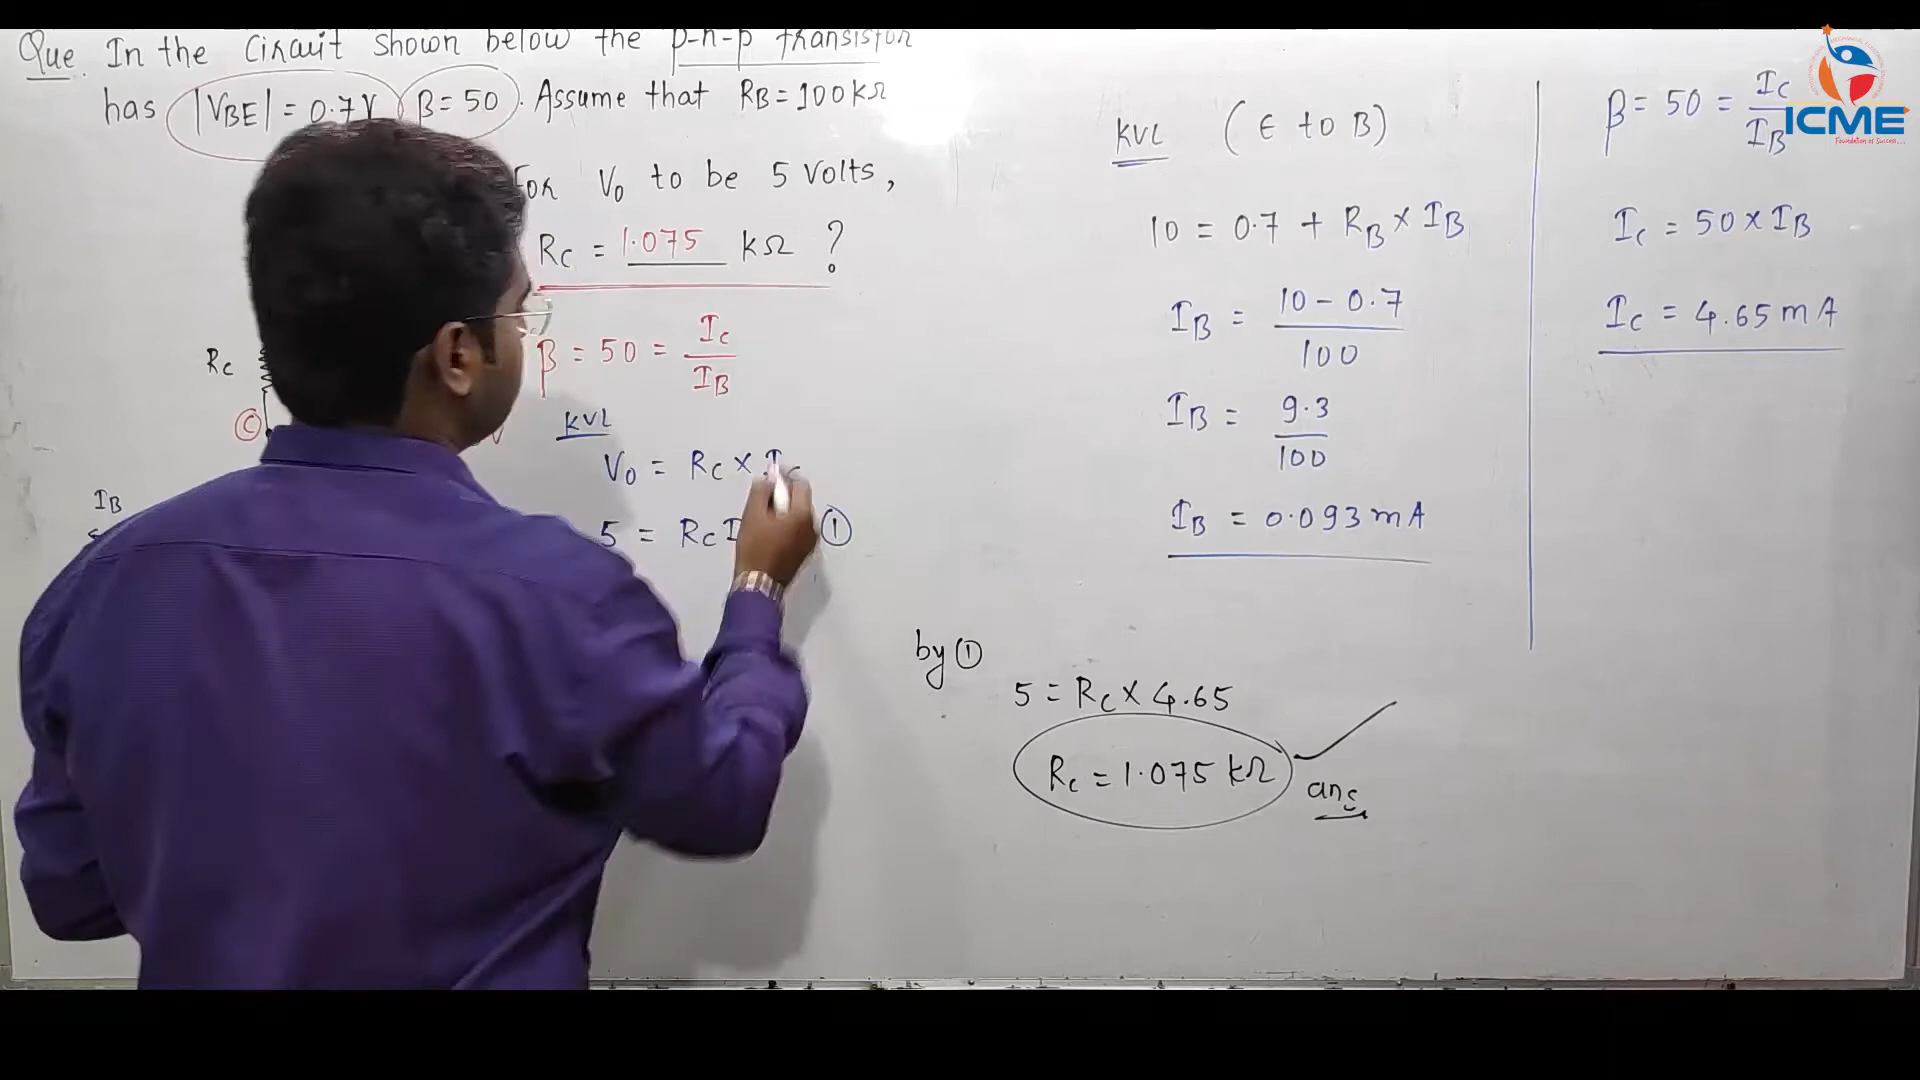 Que. In the Circuit shown below the p-n-p transistor
has |VBE| = 0.7V, β = 50. Assume that RB = 100kΩ
For V0 to be 5 Volts,
RC = 1.075 kΩ ?
β = 50 = IC/IB
RC
C
IB
KVL
V0 = RC × IC
5 = RC I ①
KVL (E to B)
10 = 0.7 + RB × IB
IB = 10 - 0.7 / 100
IB = 9.3 / 100
IB = 0.093 mA
by ①
5 = RC × 4.65
RC = 1.075 kΩ
ans
β = 50 = IC/IB
IC = 50 × IB
IC = 4.65 mA
ICME
Foundation of Success...